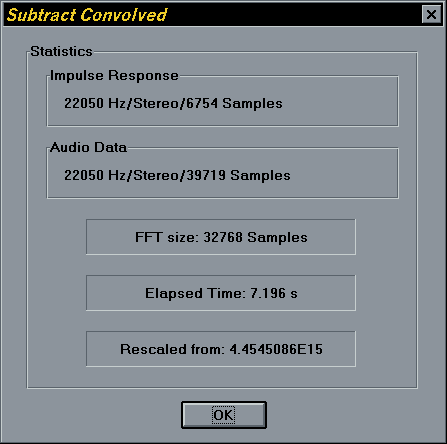 Subtract Convolved
Statistics
Impulse Response
22050 Hz/Stereo/6754 Samples
Audio Data
22050 Hz/Stereo/39719 Samples
FFT size: 32768 Samples
Elapsed Time: 7.196 s
Rescaled from: 4.4545086E15
OK